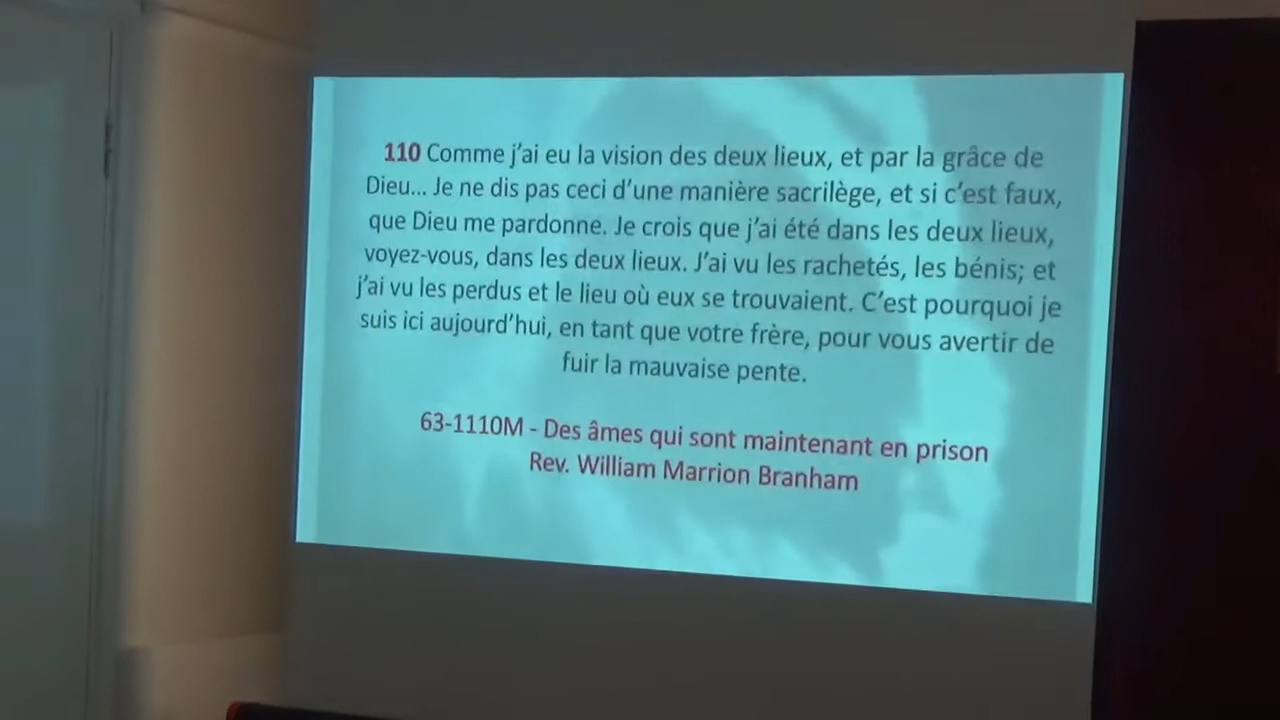 110 Comme j’ai eu la vision des deux lieux, et par la grâce de
Dieu... Je ne dis pas ceci d’une manière sacrilège, et si c’est faux,
que Dieu me pardonne. Je crois que j’ai été dans les deux lieux,
voyez-vous, dans les deux lieux. J’ai vu les rachetés, les bénis; et
j’ai vu les perdus et le lieu où eux se trouvaient. C’est pourquoi je
suis ici aujourd’hui, en tant que votre frère, pour vous avertir de
fuir la mauvaise pente.
63-1110M - Des âmes qui sont maintenant en prison
Rev. William Marrion Branham